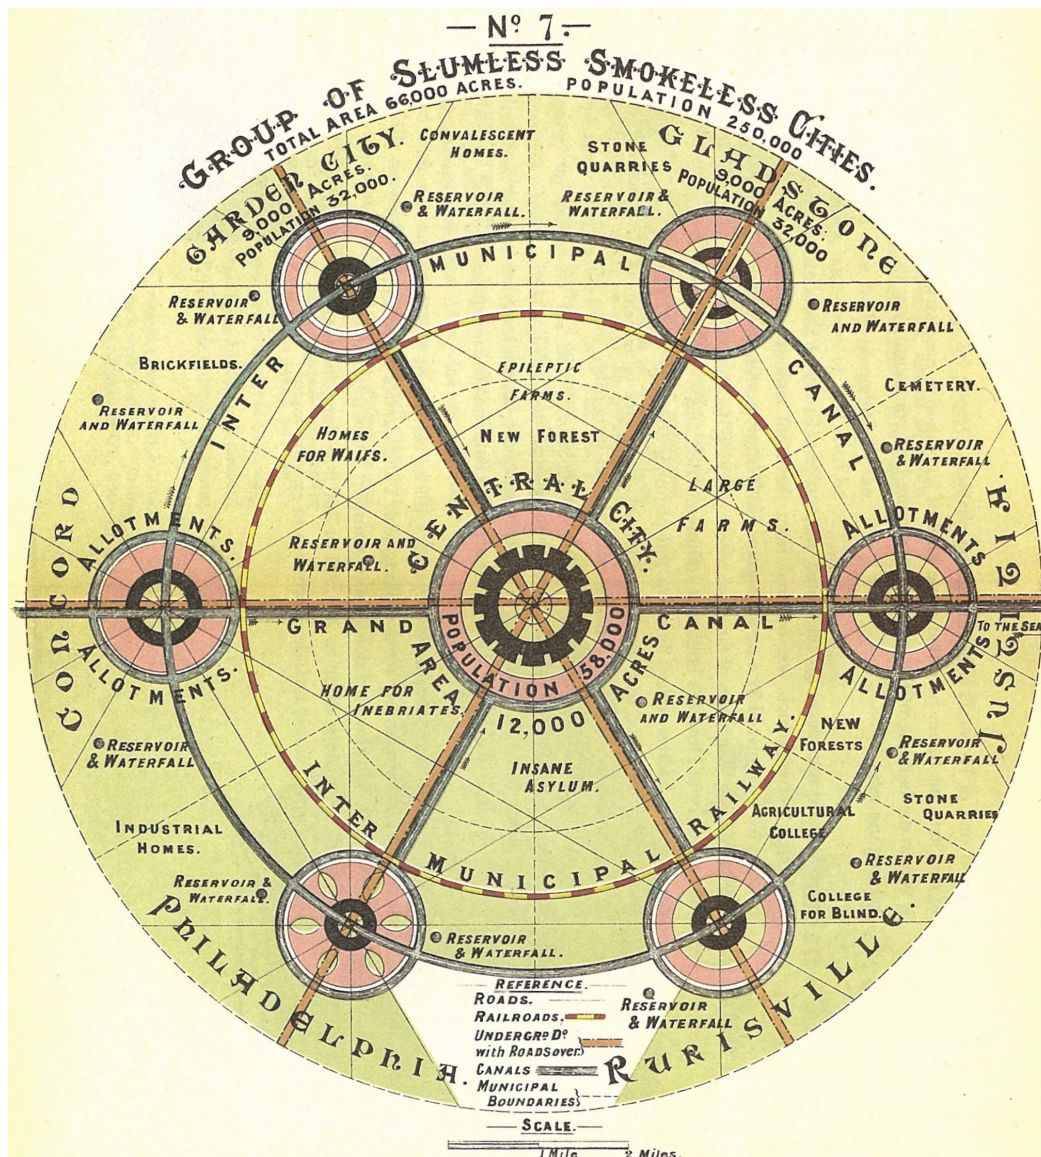 — Nº 7. —
GROUP OF SLUMLESS SMOKELESS CITIES.
TOTAL AREA 66,000 ACRES. POPULATION 250,000
GARDEN CITY.
9,000 ACRES.
POPULATION 32,000.
CONVALESCENT
HOMES.
STONE
QUARRIES
GLADSTONE
9,000 ACRES.
POPULATION 32,000
RESERVOIR
& WATERFALL.
RESERVOIR &
WATERFALL.
INTER MUNICIPAL CANAL
RESERVOIR
& WATERFALL
RESERVOIR
AND WATERFALL
BRICKFIELDS.
EPILEPTIC
FARMS.
CEMETERY.
RESERVOIR
AND WATERFALL
HOMES
FOR WAIFS.
NEW FOREST
RESERVOIR
& WATERFALL
LARGE
FARMS.
CONCORD
ALLOTMENTS.
RESERVOIR AND
WATERFALL.
CENTRAL CITY.
ALLOTMENTS
JUSTITIA
GRAND CANAL
TO THE SEA
POPULATION 58,000
AREA 12,000 ACRES
ALLOTMENTS.
ALLOTMENTS
HOME FOR
INEBRIATES.
RESERVOIR
AND WATERFALL
NEW
FORESTS
RESERVOIR
& WATERFALL
RESERVOIR
& WATERFALL
INSANE
ASYLUM.
INTER MUNICIPAL RAILWAY.
AGRICULTURAL
COLLEGE
STONE
QUARRIES
INDUSTRIAL
HOMES.
RESERVOIR
& WATERFALL
RESERVOIR &
WATERFALL.
COLLEGE
FOR BLIND.
PHILADELPHIA.
RESERVOIR
& WATERFALL.
RURISVILLE.
RESERVOIR
& WATERFALL
REFERENCE.
ROADS.
RAILROADS.
UNDERGRD Dº
with ROADS over.
CANALS
MUNICIPAL
BOUNDARIES
— SCALE. —
1 Mile 2 Miles.